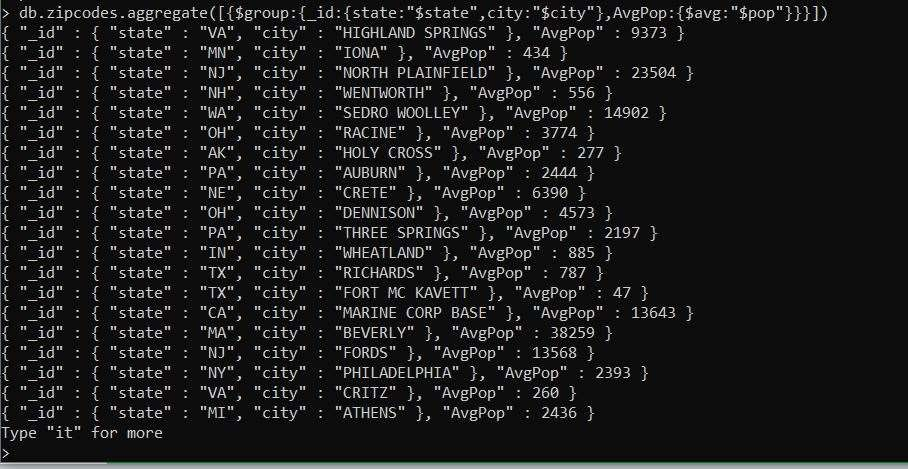 > db.zipcodes.aggregate([{$group:{_id:{state:"$state",city:"$city"},AvgPop:{$avg:"$pop"}}}])
{ "_id" : { "state" : "VA", "city" : "HIGHLAND SPRINGS" }, "AvgPop" : 9373 }
{ "_id" : { "state" : "MN", "city" : "IONA" }, "AvgPop" : 434 }
{ "_id" : { "state" : "NJ", "city" : "NORTH PLAINFIELD" }, "AvgPop" : 23504 }
{ "_id" : { "state" : "NH", "city" : "WENTWORTH" }, "AvgPop" : 556 }
{ "_id" : { "state" : "WA", "city" : "SEDRO WOOLLEY" }, "AvgPop" : 14902 }
{ "_id" : { "state" : "OH", "city" : "RACINE" }, "AvgPop" : 3774 }
{ "_id" : { "state" : "AK", "city" : "HOLY CROSS" }, "AvgPop" : 277 }
{ "_id" : { "state" : "PA", "city" : "AUBURN" }, "AvgPop" : 2444 }
{ "_id" : { "state" : "NE", "city" : "CRETE" }, "AvgPop" : 6390 }
{ "_id" : { "state" : "OH", "city" : "DENNISON" }, "AvgPop" : 4573 }
{ "_id" : { "state" : "PA", "city" : "THREE SPRINGS" }, "AvgPop" : 2197 }
{ "_id" : { "state" : "IN", "city" : "WHEATLAND" }, "AvgPop" : 885 }
{ "_id" : { "state" : "TX", "city" : "RICHARDS" }, "AvgPop" : 787 }
{ "_id" : { "state" : "TX", "city" : "FORT MC KAVETT" }, "AvgPop" : 47 }
{ "_id" : { "state" : "CA", "city" : "MARINE CORP BASE" }, "AvgPop" : 13643 }
{ "_id" : { "state" : "MA", "city" : "BEVERLY" }, "AvgPop" : 38259 }
{ "_id" : { "state" : "NJ", "city" : "FORDS" }, "AvgPop" : 13568 }
{ "_id" : { "state" : "NY", "city" : "PHILADELPHIA" }, "AvgPop" : 2393 }
{ "_id" : { "state" : "VA", "city" : "CRITZ" }, "AvgPop" : 260 }
{ "_id" : { "state" : "MI", "city" : "ATHENS" }, "AvgPop" : 2436 }
Type "it" for more
>